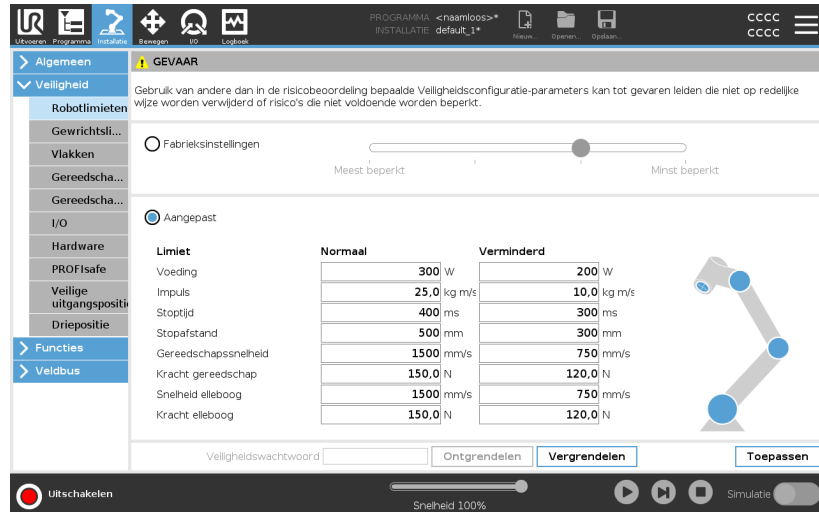 UR
Uitvoeren Programma Installatie Bewegen I/O Logboek
PROGRAMMA <naamloos>*
INSTALLATIE default_1*
Nieuw... Openen... Opslaan...
cccc
cccc
Algemeen
Veiligheid
Robotlimieten
Gewrichtsli...
Vlakken
Gereedscha...
Gereedscha...
I/O
Hardware
PROFIsafe
Veilige
uitgangspositi
Driepositie
Functies
Veldbus
GEVAAR
Gebruik van andere dan in de risicobeoordeling bepaalde Veiligheidsconfiguratie-parameters kan tot gevaren leiden die niet op redelijke
wijze worden verwijderd of risico's die niet voldoende worden beperkt.
Fabrieksinstellingen
Meest beperkt Minst beperkt
Aangepast
Limiet Normaal Verminderd
Voeding 300 W 200 W
Impuls 25,0 kg m/s 10,0 kg m/s
Stoptijd 400 ms 300 ms
Stopafstand 500 mm 300 mm
Gereedschapssnelheid 1500 mm/s 750 mm/s
Kracht gereedschap 150,0 N 120,0 N
Snelheid elleboog 1500 mm/s 750 mm/s
Kracht elleboog 150,0 N 120,0 N
Veiligheidswachtwoord Ontgrendelen Vergrendelen Toepassen
Uitschakelen
Snelheid 100%
Simulatie